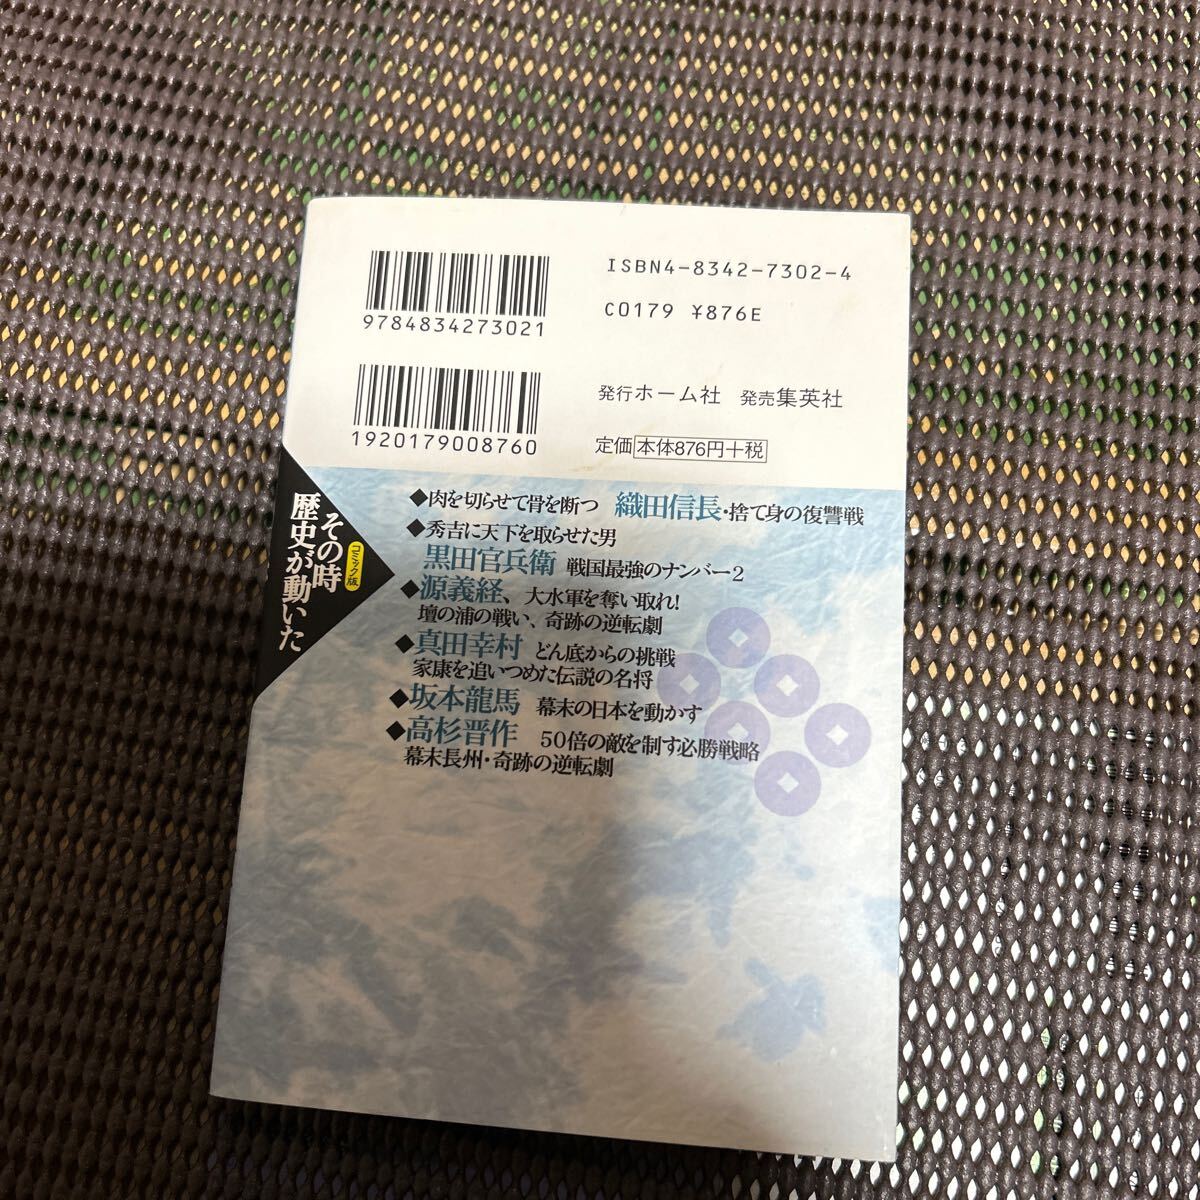 9784834273021
ISBN4-8342-7302-4
C0179 ¥876E
1920179008760
発行ホーム社 発売集英社
定価 本体876円+税
コミック版
その時
歴史が動いた
◆肉を切らせて骨を断つ 織田信長・捨て身の復讐戦
◆秀吉に天下を取らせた男
黒田官兵衛 戦国最強のナンバー2
◆源義経、大水軍を奪い取れ!
壇の浦の戦い、奇跡の逆転劇
◆真田幸村 どん底からの挑戦
家康を追いつめた伝説の名将
◆坂本龍馬 幕末の日本を動かす
◆高杉晋作 50倍の敵を制す必勝戦略
幕末長州・奇跡の逆転劇